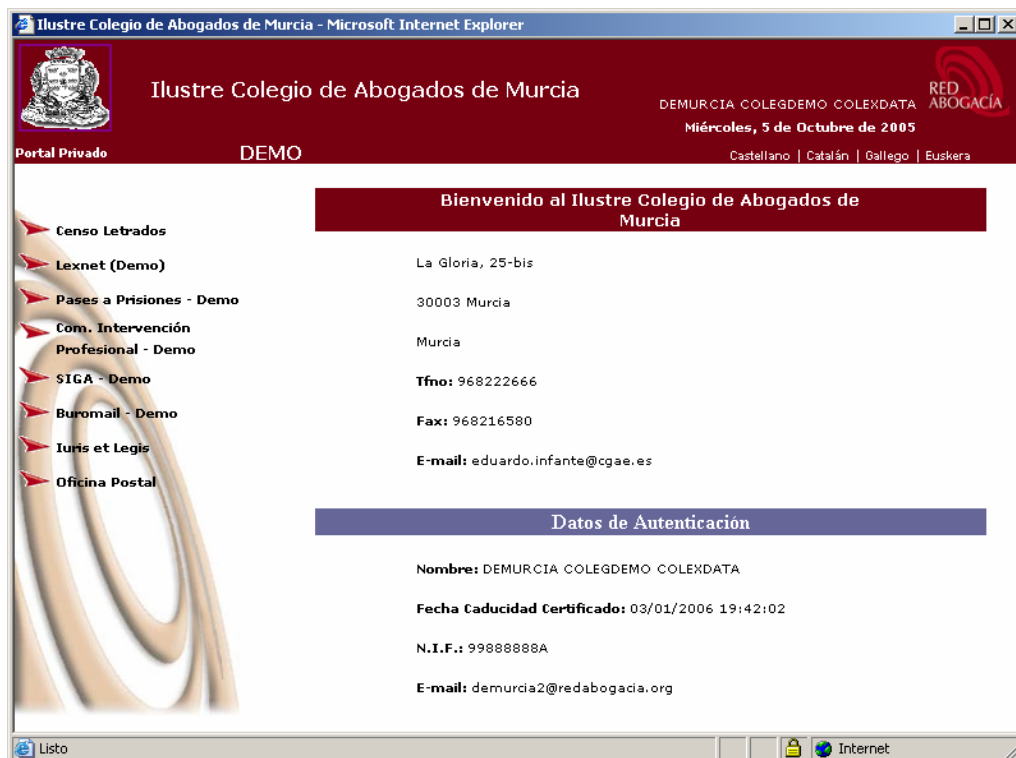 Ilustre Colegio de Abogados de Murcia - Microsoft Internet Explorer
Ilustre Colegio de Abogados de Murcia
RED
ABOGACÍA
DEMURCIA COLEGDEMO COLEXDATA
Miércoles, 5 de Octubre de 2005
Portal Privado
DEMO
Castellano | Catalán | Gallego | Euskera
Censo Letrados
Lexnet (Demo)
Pases a Prisiones - Demo
Com. Intervención
Profesional - Demo
SIGA - Demo
Buromail - Demo
Iuris et Legis
Oficina Postal
Bienvenido al Ilustre Colegio de Abogados de
Murcia
La Gloria, 25-bis
30003 Murcia
Murcia
Tfno: 968222666
Fax: 968216580
E-mail: eduardo.infante@cgae.es
Datos de Autenticación
Nombre: DEMURCIA COLEGDEMO COLEXDATA
Fecha Caducidad Certificado: 03/01/2006 19:42:02
N.I.F.: 99888888A
E-mail: demurcia2@redabogacia.org
Listo
Internet